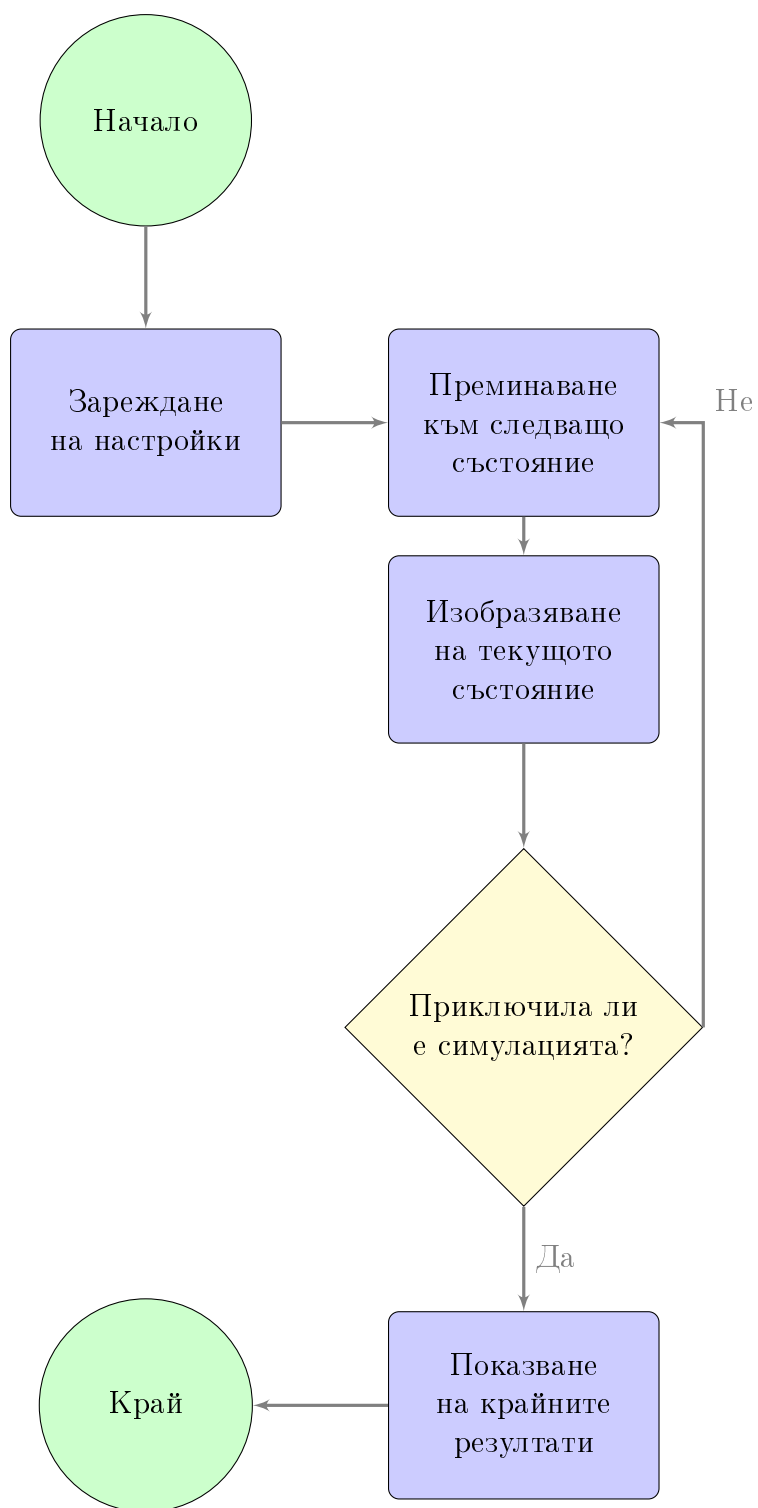 Начало
Зареждане
на настройки
Преминаване
към следващо
състояние
Не
Изобразяване
на текущото
състояние
Приключила ли
е симулацията?
Да
Показване
на крайните
резултати
Край